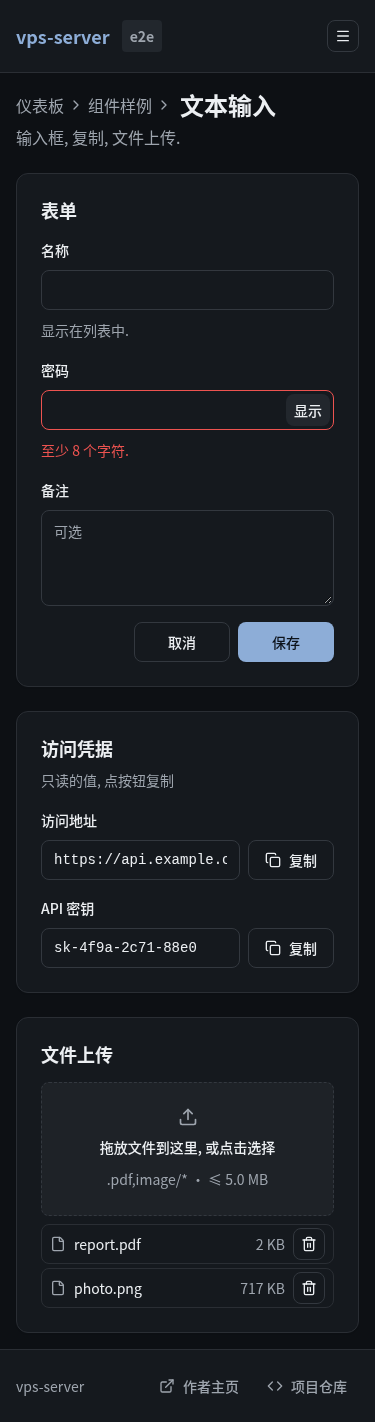 vps-server e2e
仪表板 > 组件样例 > 文本输入
输入框, 复制, 文件上传.
表单
名称
显示在列表中.
密码
显示
至少 8 个字符.
备注
可选
取消 保存
访问凭据
只读的值, 点按钮复制
访问地址
https://api.example.c 复制
API 密钥
sk-4f9a-2c71-88e0 复制
文件上传
拖放文件到这里, 或点击选择
.pdf,image/* · ≤ 5.0 MB
report.pdf 2 KB
photo.png 717 KB
vps-server 作者主页 项目仓库